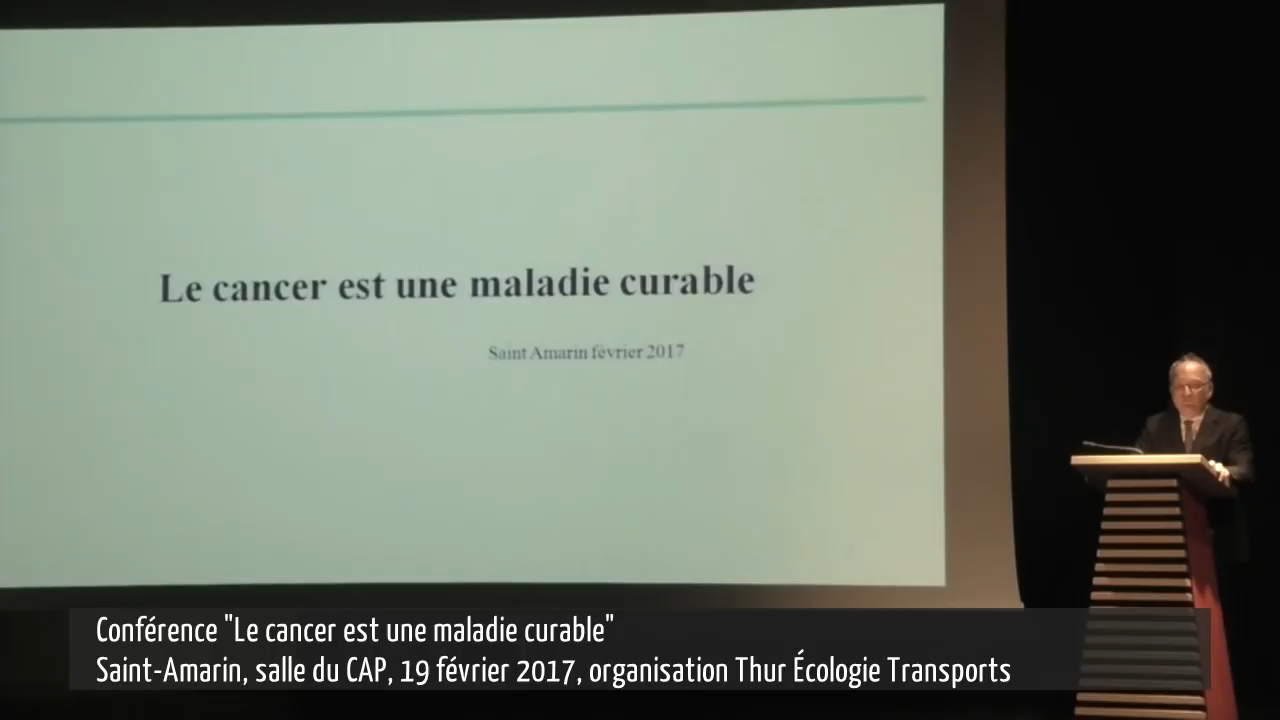 Le cancer est une maladie curable
Saint Amarin février 2017
Conférence "Le cancer est une maladie curable"
Saint-Amarin, salle du CAP, 19 février 2017, organisation Thur Écologie Transports